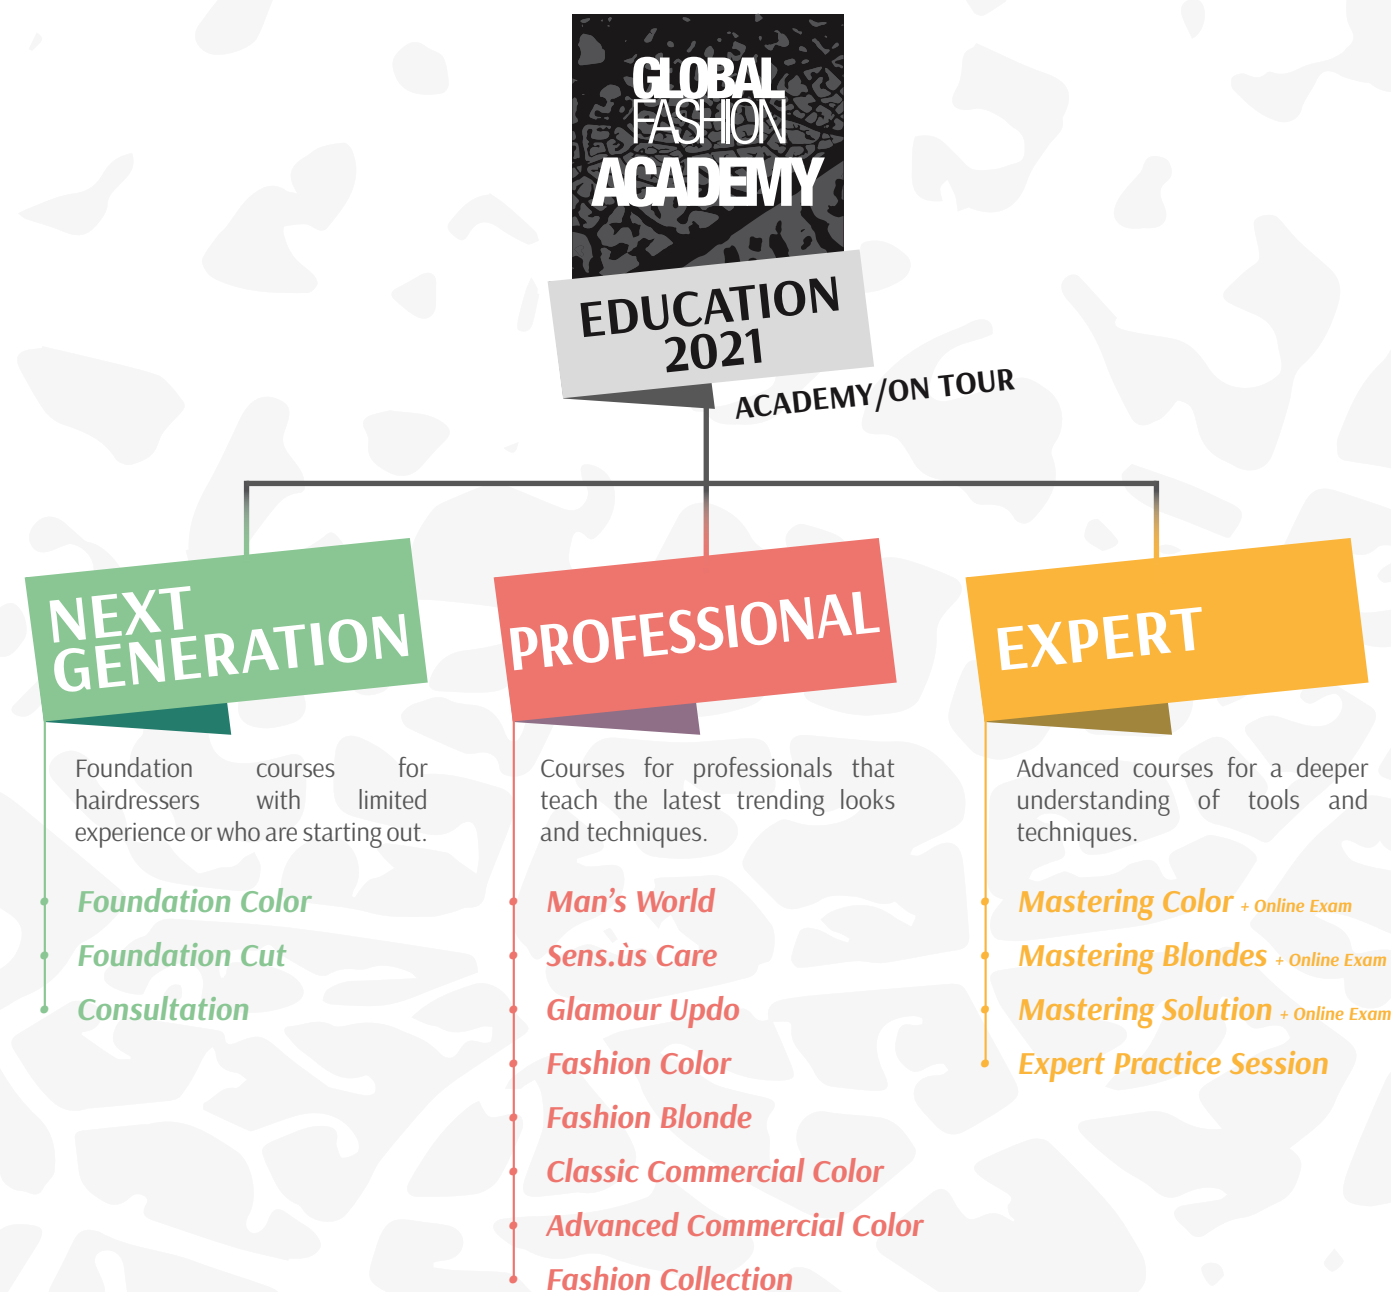 GLOBAL
FASHION
ACADEMY
EDUCATION
2021
ACADEMY/ON TOUR
NEXT
GENERATION
Foundation courses for
hairdressers with limited
experience or who are starting out.
Foundation Color
Foundation Cut
Consultation
PROFESSIONAL
Courses for professionals that
teach the latest trending looks
and techniques.
Man’s World
Sens.ùs Care
Glamour Updo
Fashion Color
Fashion Blonde
Classic Commercial Color
Advanced Commercial Color
Fashion Collection
EXPERT
Advanced courses for a deeper
understanding of tools and
techniques.
Mastering Color + Online Exam
Mastering Blondes + Online Exam
Mastering Solution + Online Exam
Expert Practice Session